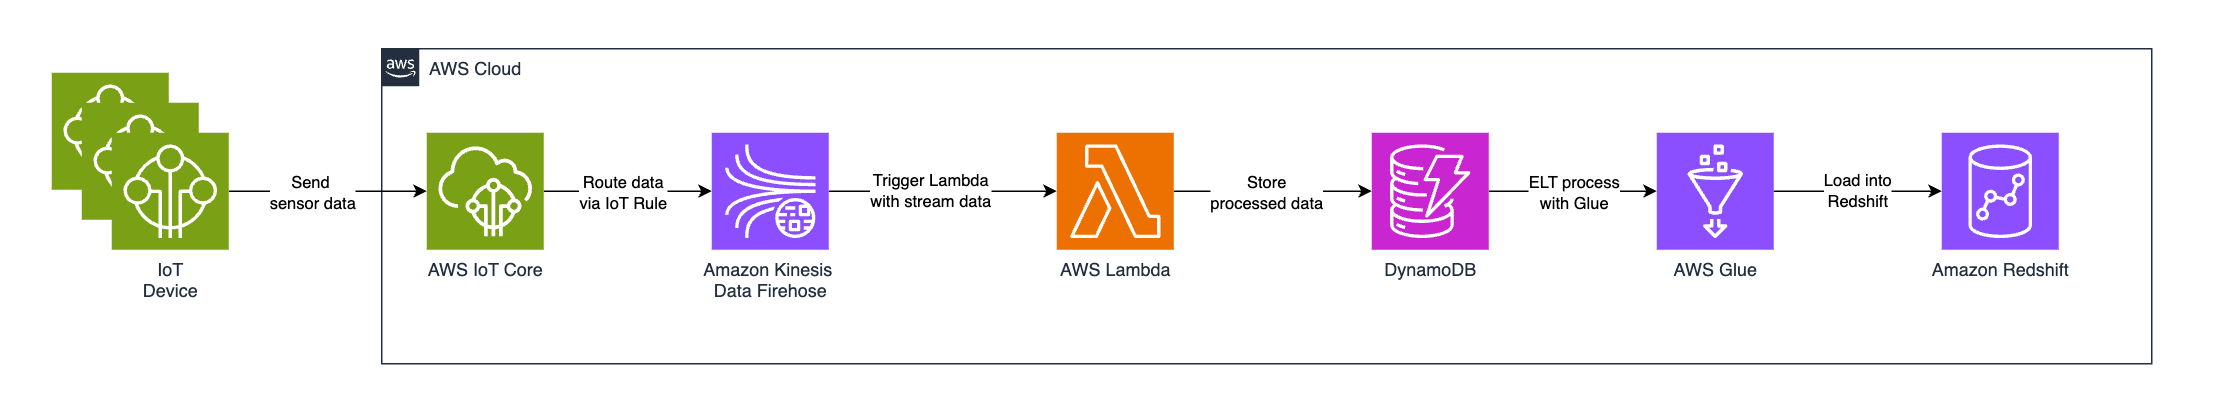 aws
AWS Cloud
Send
sensor data
Route data
via IoT Rule
Trigger Lambda
with stream data
Store
processed data
ELT process
with Glue
Load into
Redshift
IoT
Device
AWS IoT Core
Amazon Kinesis
Data Firehose
AWS Lambda
DynamoDB
AWS Glue
Amazon Redshift